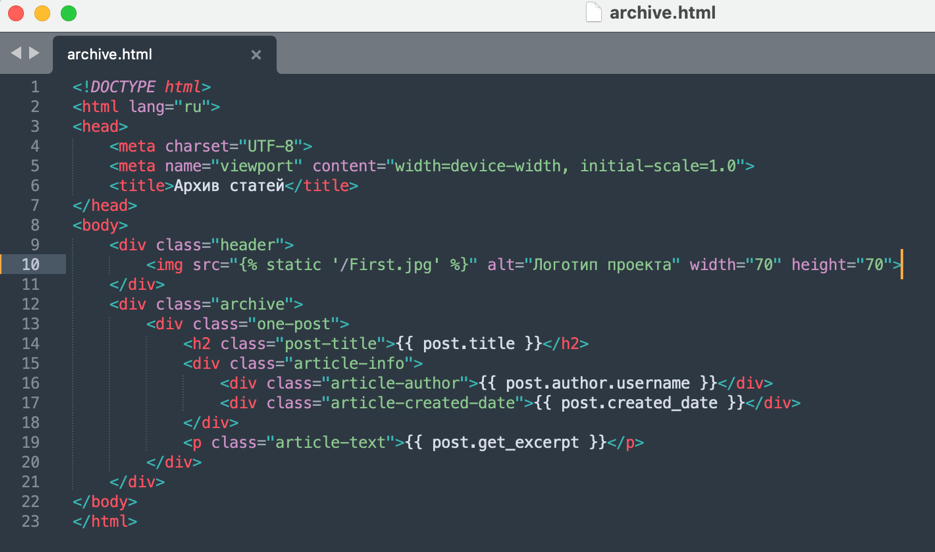 archive.html
archive.html ×
1 <!DOCTYPE html>
2 <html lang="ru">
3 <head>
4     <meta charset="UTF-8">
5     <meta name="viewport" content="width=device-width, initial-scale=1.0">
6     <title>Архив статей</title>
7 </head>
8 <body>
9     <div class="header">
10         <img src="{% static '/First.jpg' %}" alt="Логотип проекта" width="70" height="70">
11     </div>
12     <div class="archive">
13         <div class="one-post">
14             <h2 class="post-title">{{ post.title }}</h2>
15             <div class="article-info">
16                 <div class="article-author">{{ post.author.username }}</div>
17                 <div class="article-created-date">{{ post.created_date }}</div>
18             </div>
19             <p class="article-text">{{ post.get_excerpt }}</p>
20         </div>
21     </div>
22 </body>
23 </html>